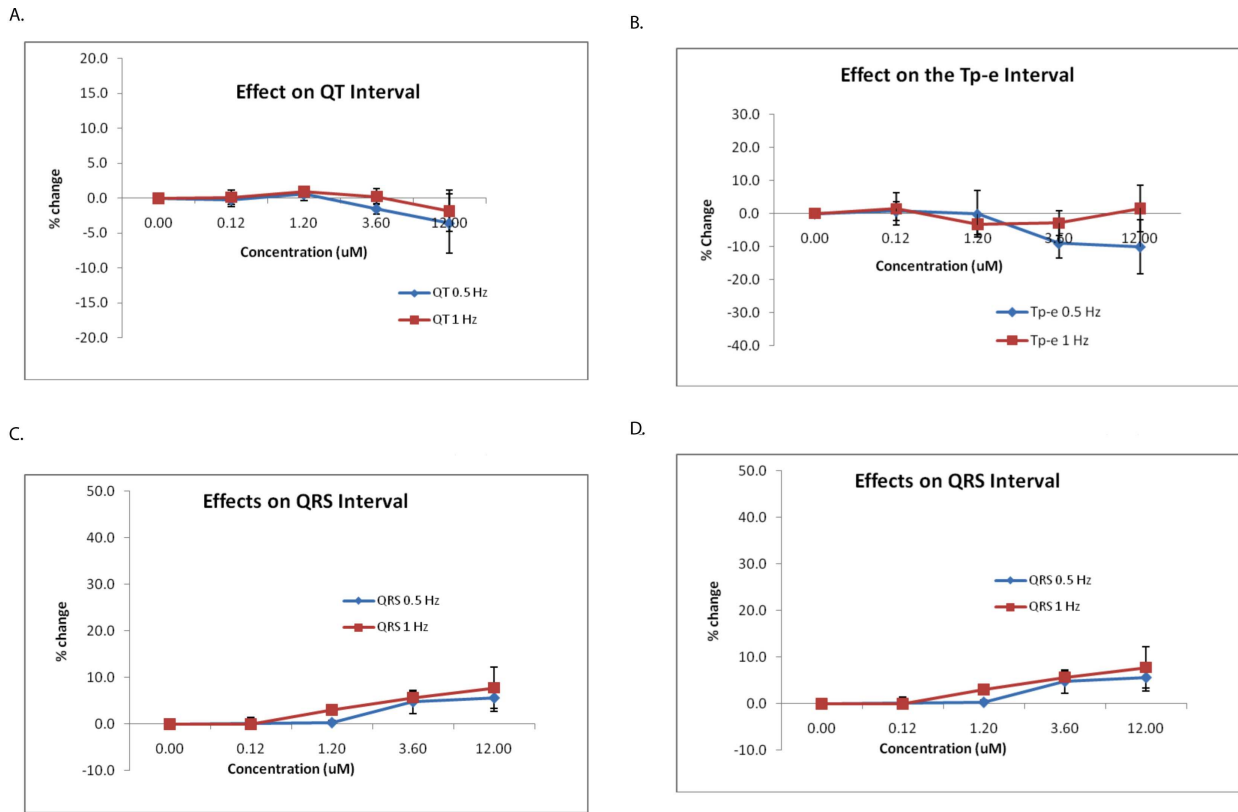 A.
Effect on QT Interval
% change
20.0
15.0
10.0
5.0
0.0
-5.0
-10.0
-15.0
-20.0
0.00 0.12 1.20 3.60 12.00
Concentration (uM)
QT 0.5 Hz
QT 1 Hz
B.
Effect on the Tp-e Interval
% Change
30.0
20.0
10.0
0.0
-10.0
-20.0
-30.0
-40.0
0.00 0.12 1.20 3.60 12.00
Concentration (uM)
Tp-e 0.5 Hz
Tp-e 1 Hz
C.
Effects on QRS Interval
% change
50.0
40.0
30.0
20.0
10.0
0.0
-10.0
QRS 0.5 Hz
QRS 1 Hz
0.00 0.12 1.20 3.60 12.00
Concentration (uM)
D.
Effects on QRS Interval
% change
50.0
40.0
30.0
20.0
10.0
0.0
-10.0
QRS 0.5 Hz
QRS 1 Hz
0.00 0.12 1.20 3.60 12.00
Concentration (uM)